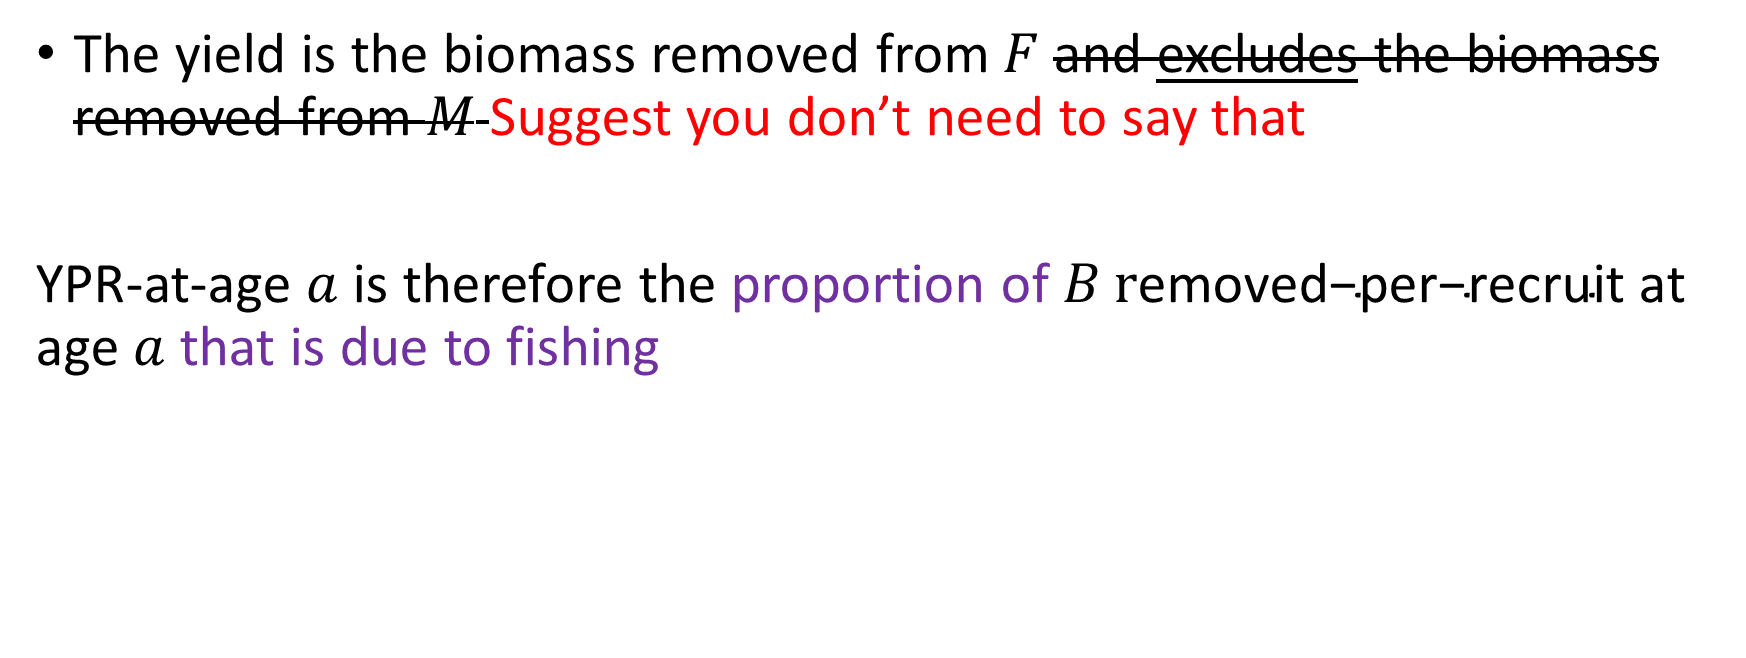 • The yield is the biomass removed from F and excludes the biomass
removed from M Suggest you don’t need to say that
YPR-at-age a is therefore the proportion of B removed-per-recruit at
age a that is due to fishing